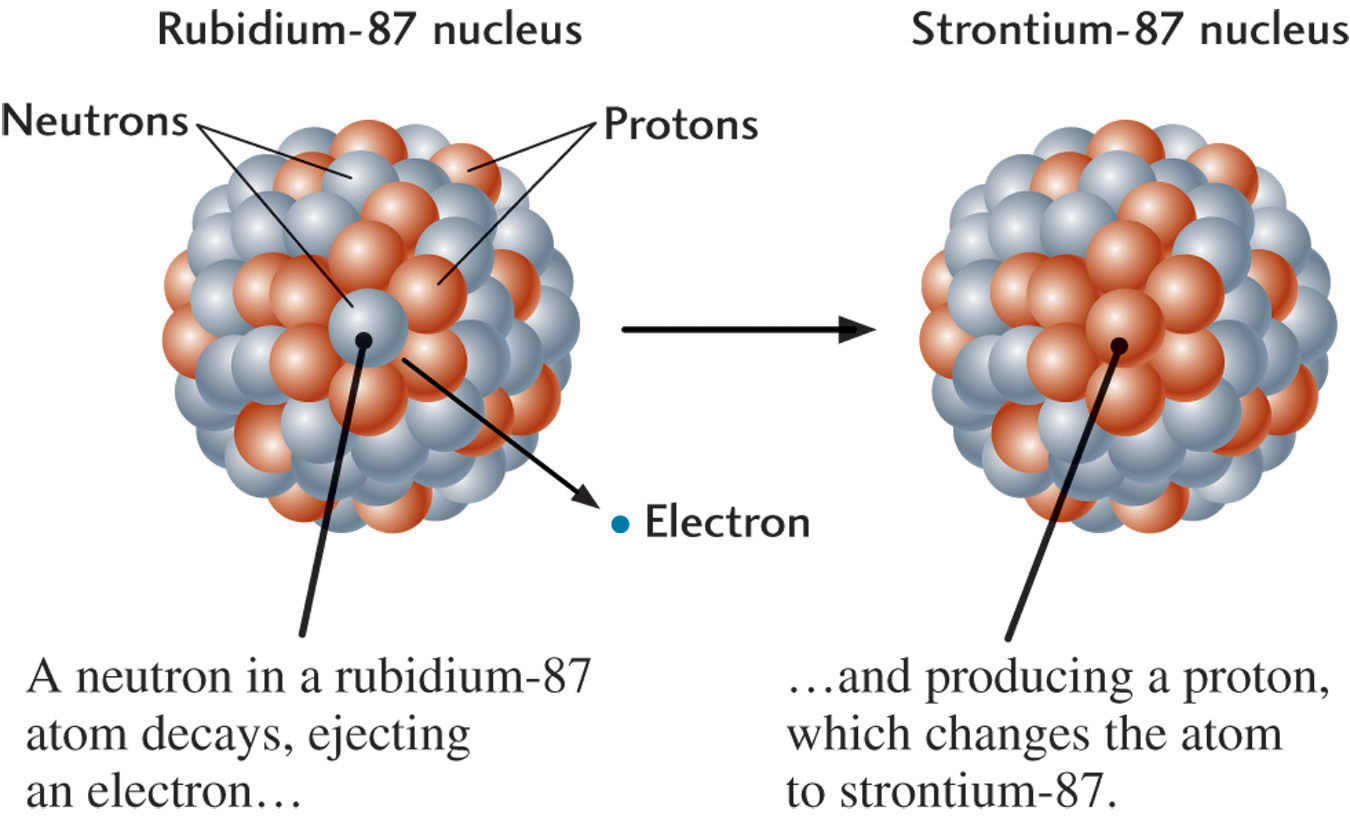 Rubidium-87 nucleus
Strontium-87 nucleus
Neutrons
Protons
Electron
A neutron in a rubidium-87
atom decays, ejecting
an electron…
…and producing a proton,
which changes the atom
to strontium-87.